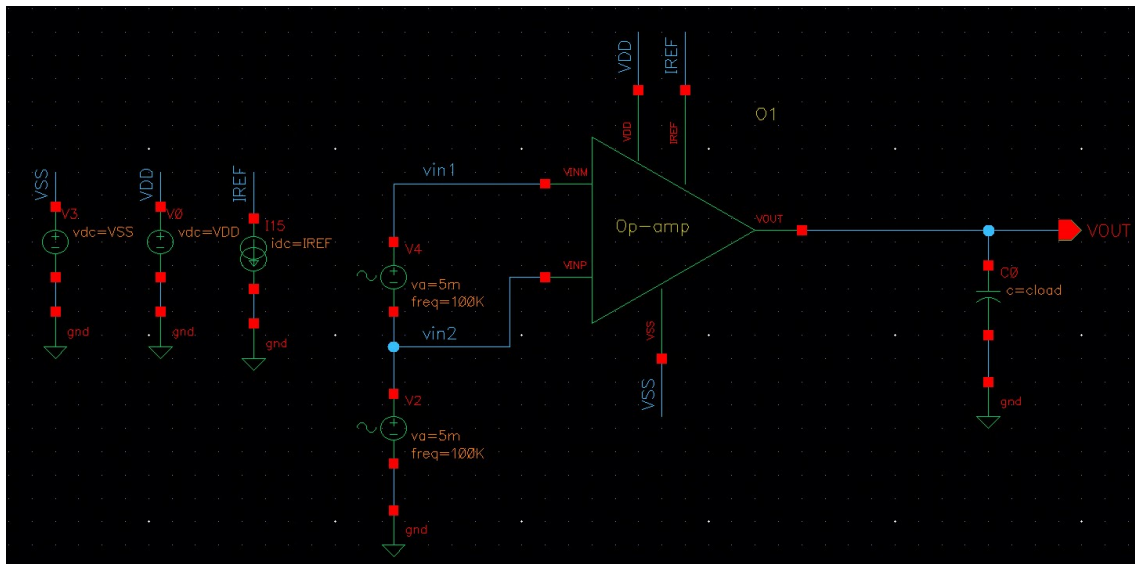 VSS
V3
vdc=VSS
gnd
VDD
V0
vdc=VDD
gnd
IREF
I15
idc=IREF
gnd
vin1
V4
va=5m
freq=100K
vin2
V2
va=5m
freq=100K
gnd
VDD
IREF
VDD
IREF
O1
VINM
Op-amp
VINP
VOUT
VSS
VSS
VOUT
C0
c=cload
gnd